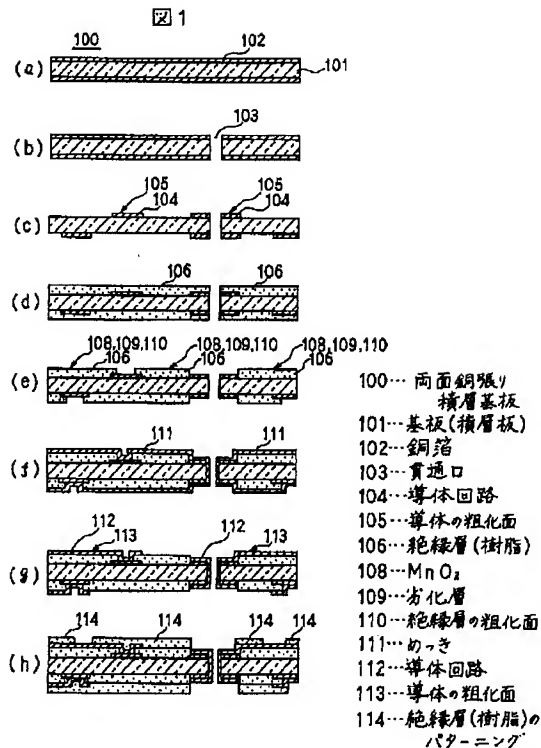 図1
100
102
101
(a)
103
(b)
105
104
105
104
(c)
106
106
(d)
108,109,110
106
108,109,110
106
108,109,110
106
(e)
111
111
(f)
112
113
112
113
(g)
114
114
114
114
(h)
100…両面銅張り
積層基板
101…基板(積層板)
102…銅箔
103…貫通口
104…導体回路
105…導体の粗化面
106…絶縁層(樹脂)
108…MnO₂
109…劣化層
110…絶縁層の粗化面
111…めっき
112…導体回路
113…導体の粗化面
114…絶縁層(樹脂)の
パターニング